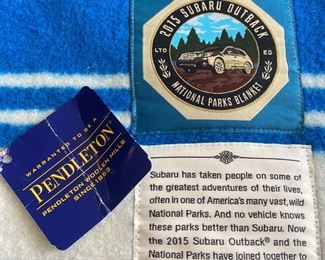 2015 SUBARU OUTBACK
LTD
ED
NATIONAL PARKS BLANKET
WARRANTED TO BE A
PENDLETON
PENDLETON WOOLEN MILLS
SINCE 1863
Subaru has taken people on some of
the greatest adventures of their lives,
often in one of America's many vast, wild
National Parks. And no vehicle knows
these parks better than Subaru. Now
the 2015 Subaru Outback® and the
National Parks have joined together to